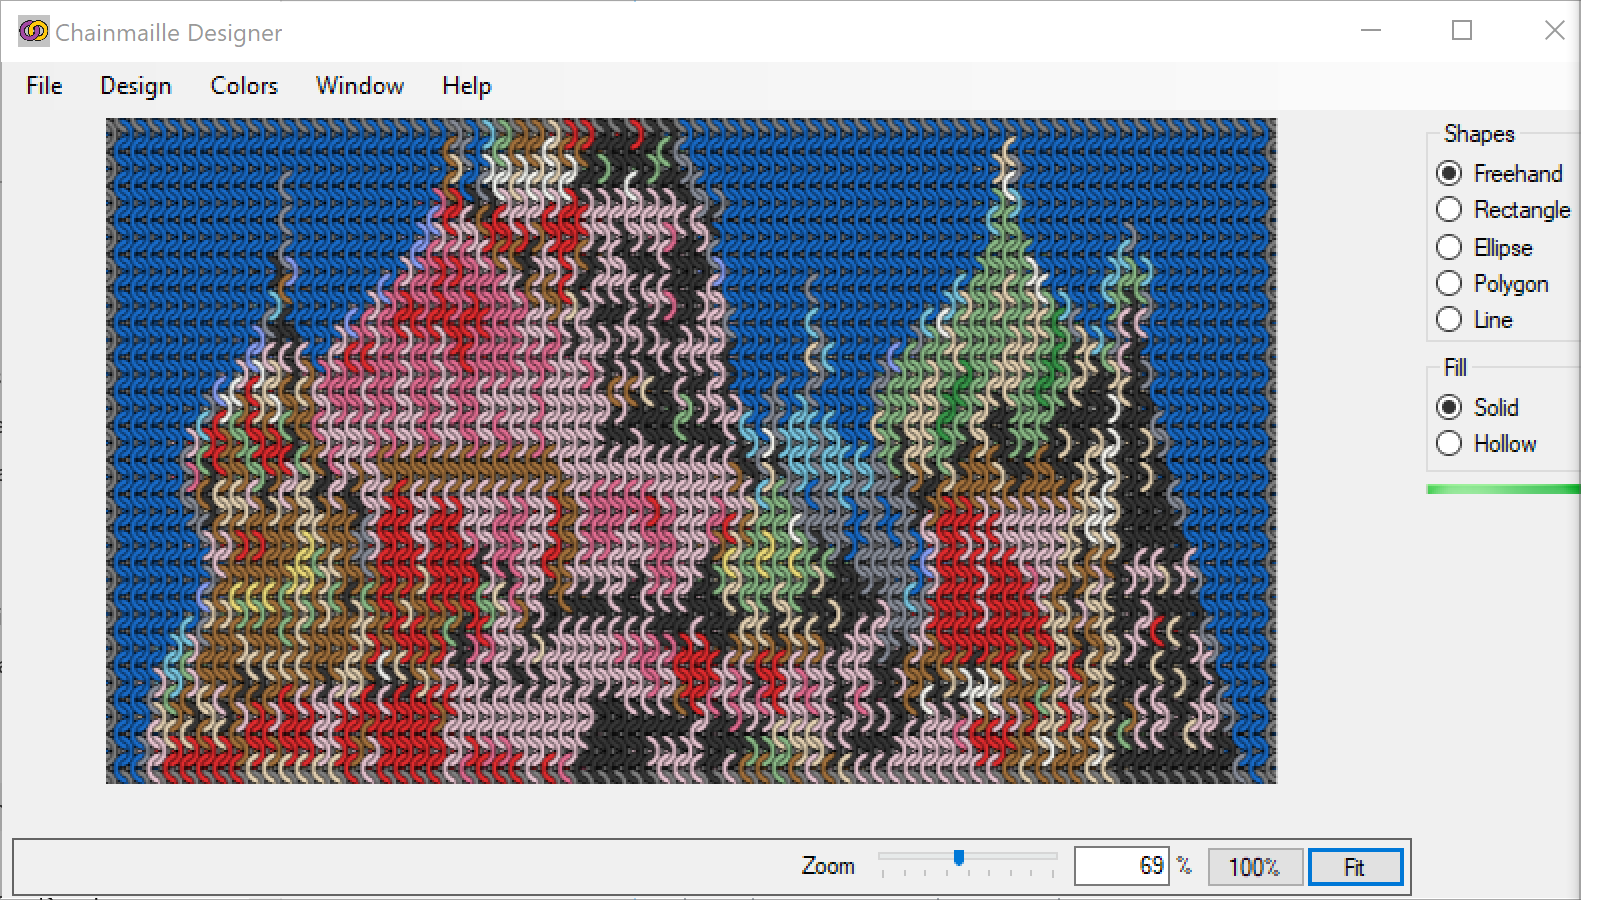 Chainmaille Designer
File Design Colors Window Help
Shapes
Freehand
Rectangle
Ellipse
Polygon
Line
Fill
Solid
Hollow
Zoom 69 % 100% Fit